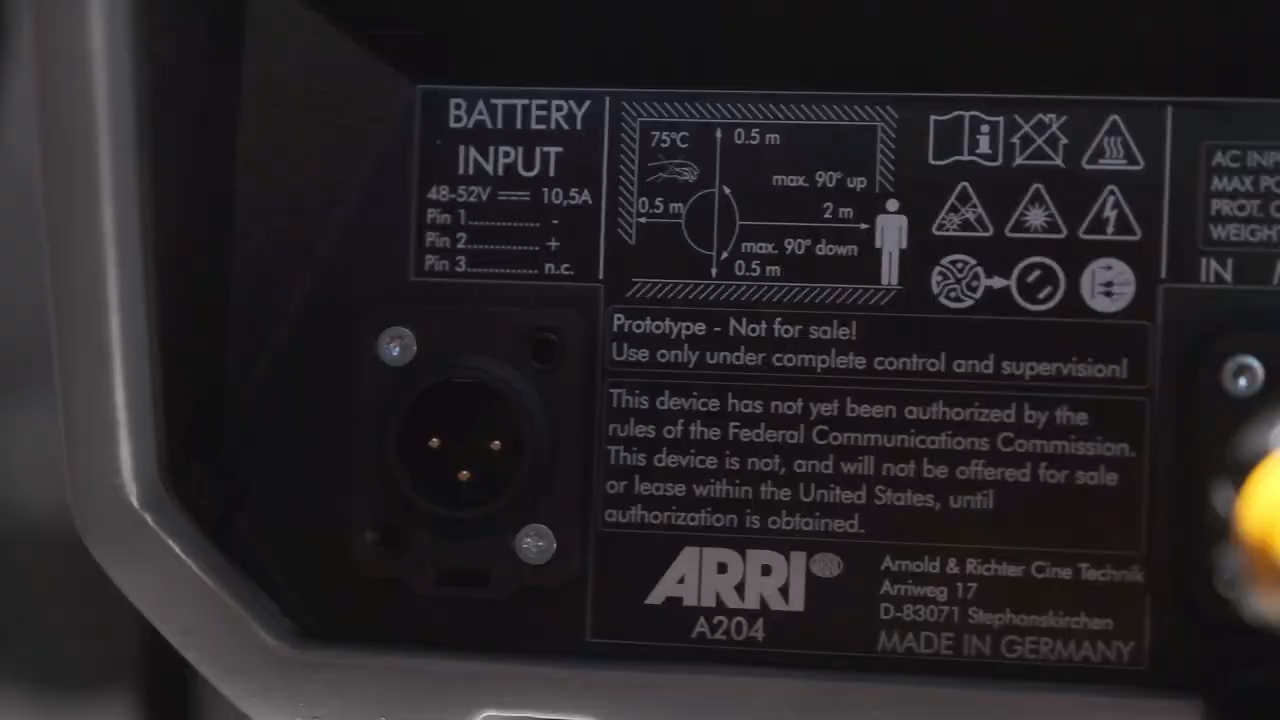 BATTERY
INPUT
48-52V 10,5A
Pin 1............ -
Pin 2............ +
Pin 3............ n.c.
75°C
0.5 m
max. 90° up
0.5 m
2 m
max. 90° down
0.5 m
i
Prototype - Not for sale!
Use only under complete control and supervision!
This device has not yet been authorized by the
rules of the Federal Communications Commission.
This device is not, and will not be offered for sale
or lease within the United States, until
authorization is obtained.
ARRI
A204
Arnold & Richter Cine Technik
Arriweg 17
D-83071 Stephanskirchen
MADE IN GERMANY
AC
MAX
PROT.
IN